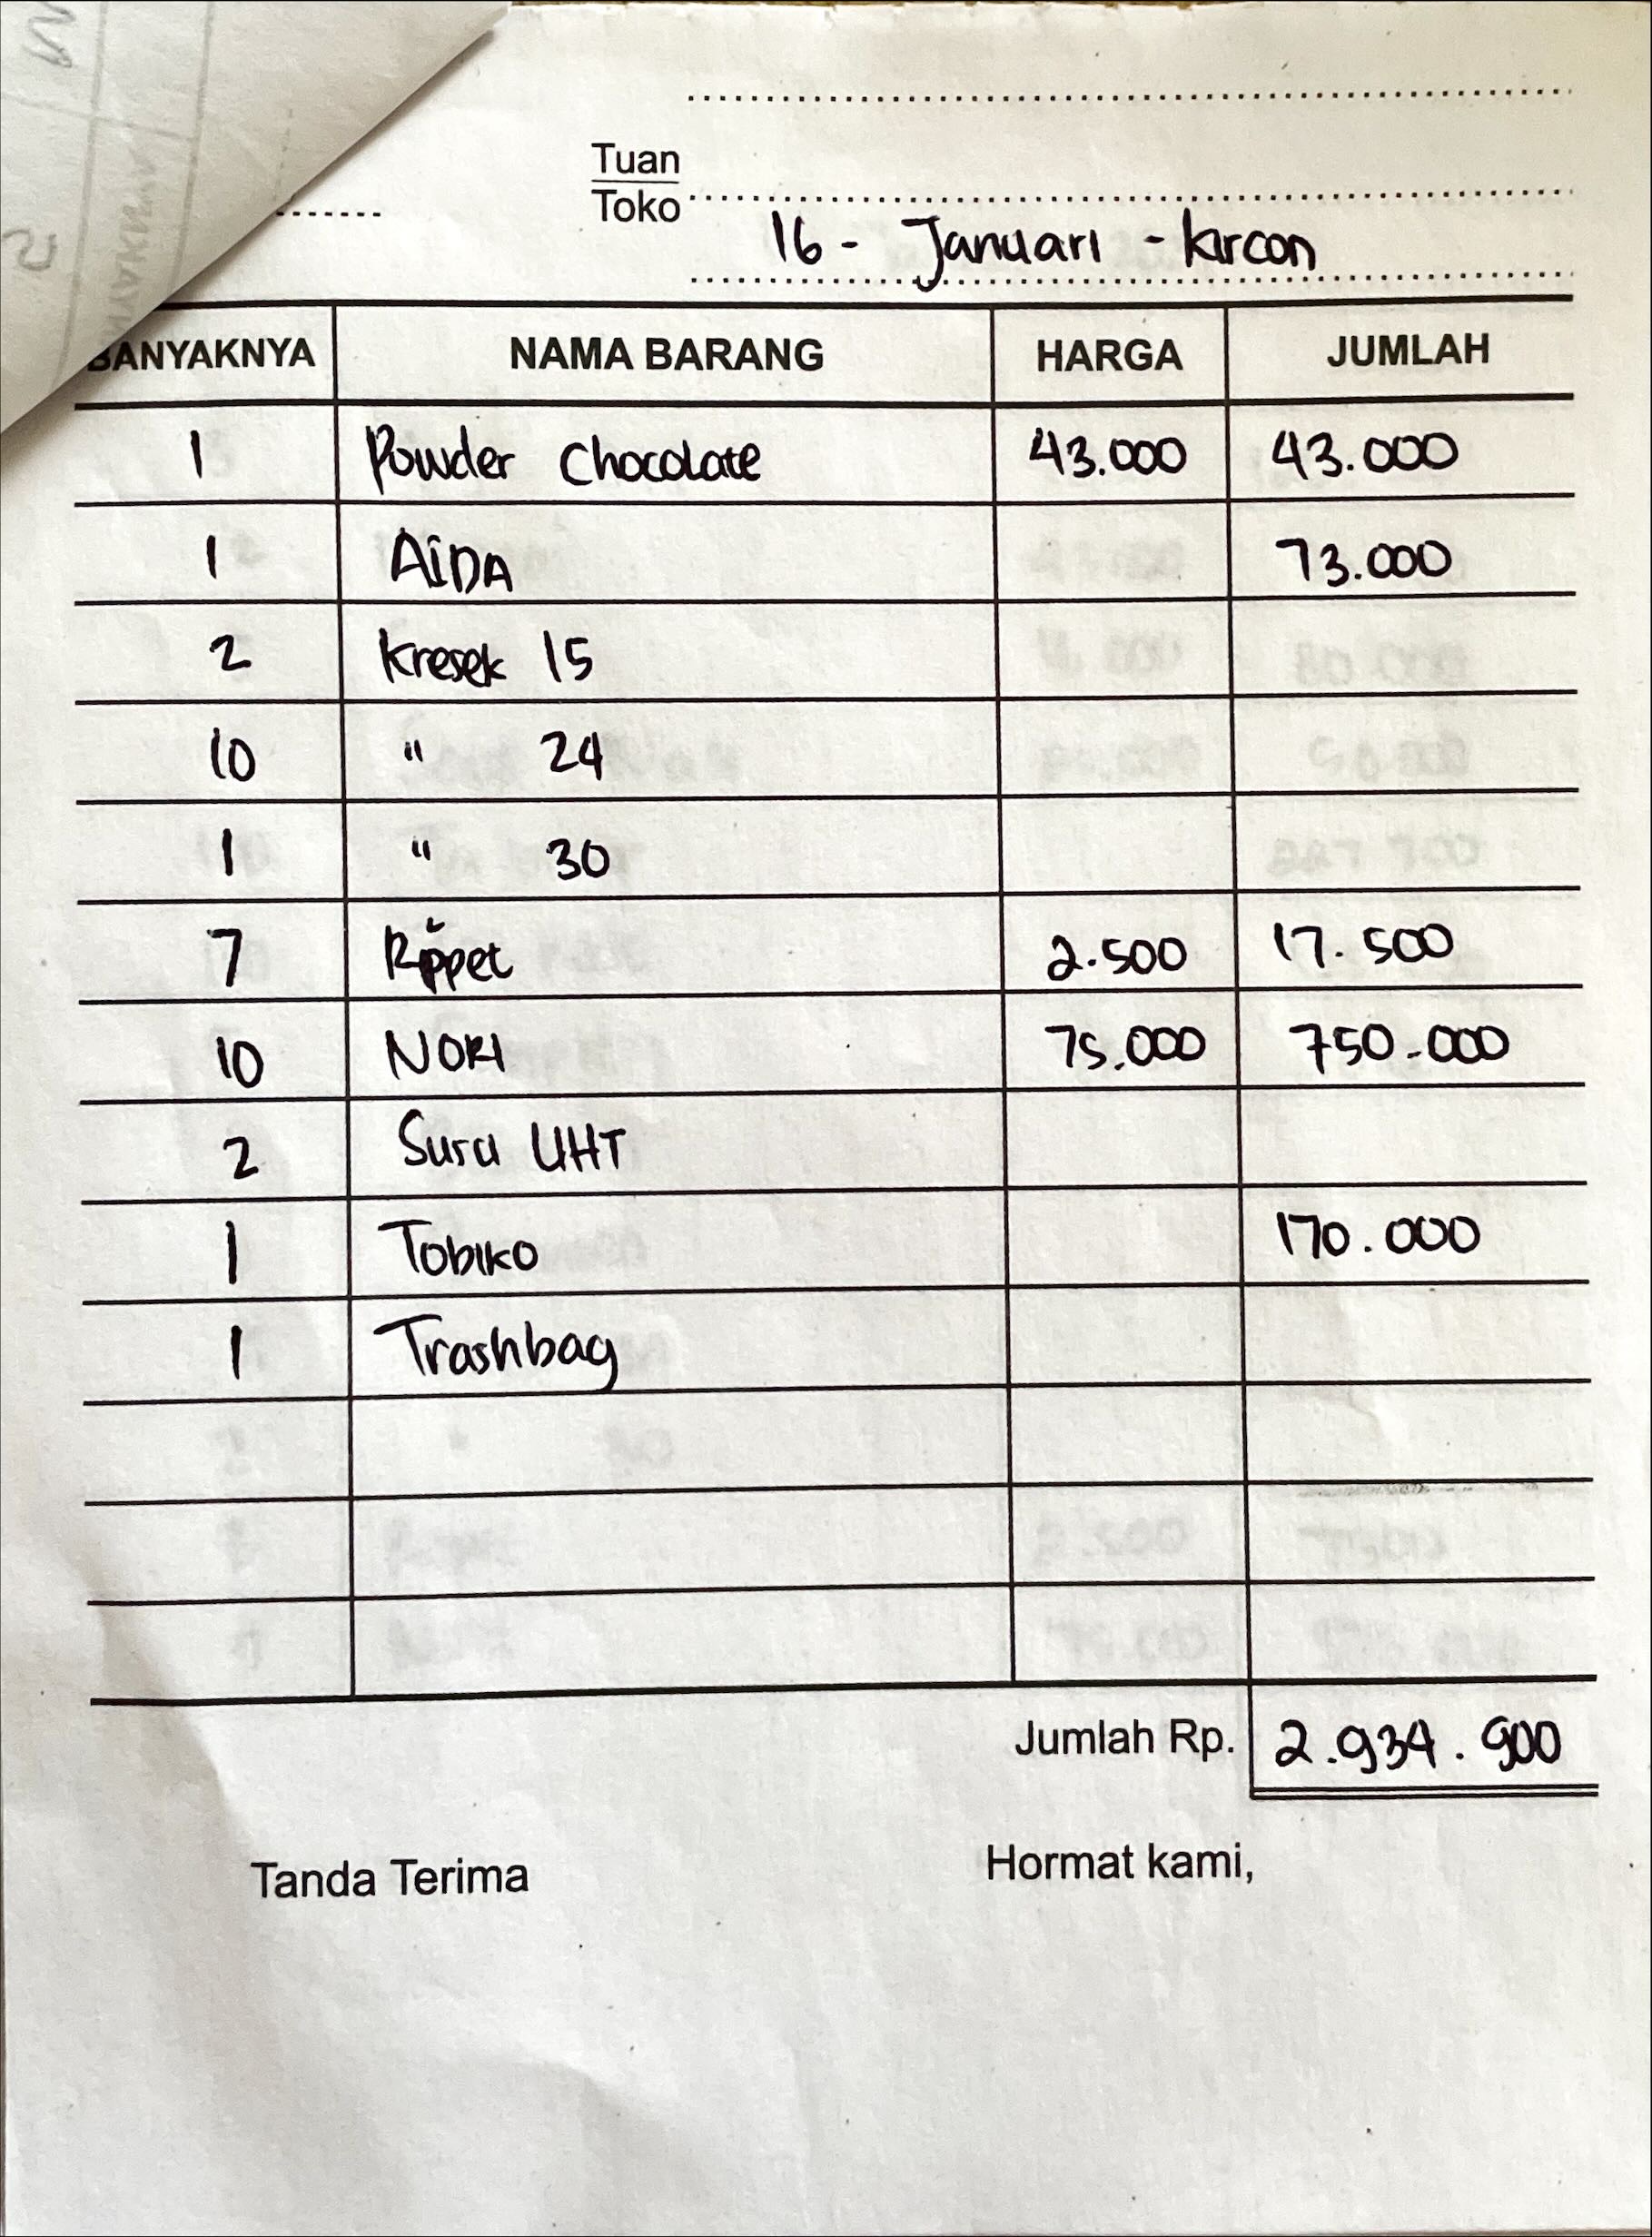 Tuan
Toko
16 - Januari - kircon
BANYAKNYA NAMA BARANG HARGA JUMLAH
1 Powder Chocolate 43.000 43.000
1 AIDA 73.000
2 Kresek 15
10 " 24
1 " 30
7 Pipet 2.500 17.500
10 NORI 75.000 750.000
2 Susu UHT
1 Tobiko 170.000
1 Trashbag
Jumlah Rp. 2.934.900
Tanda Terima Hormat kami,